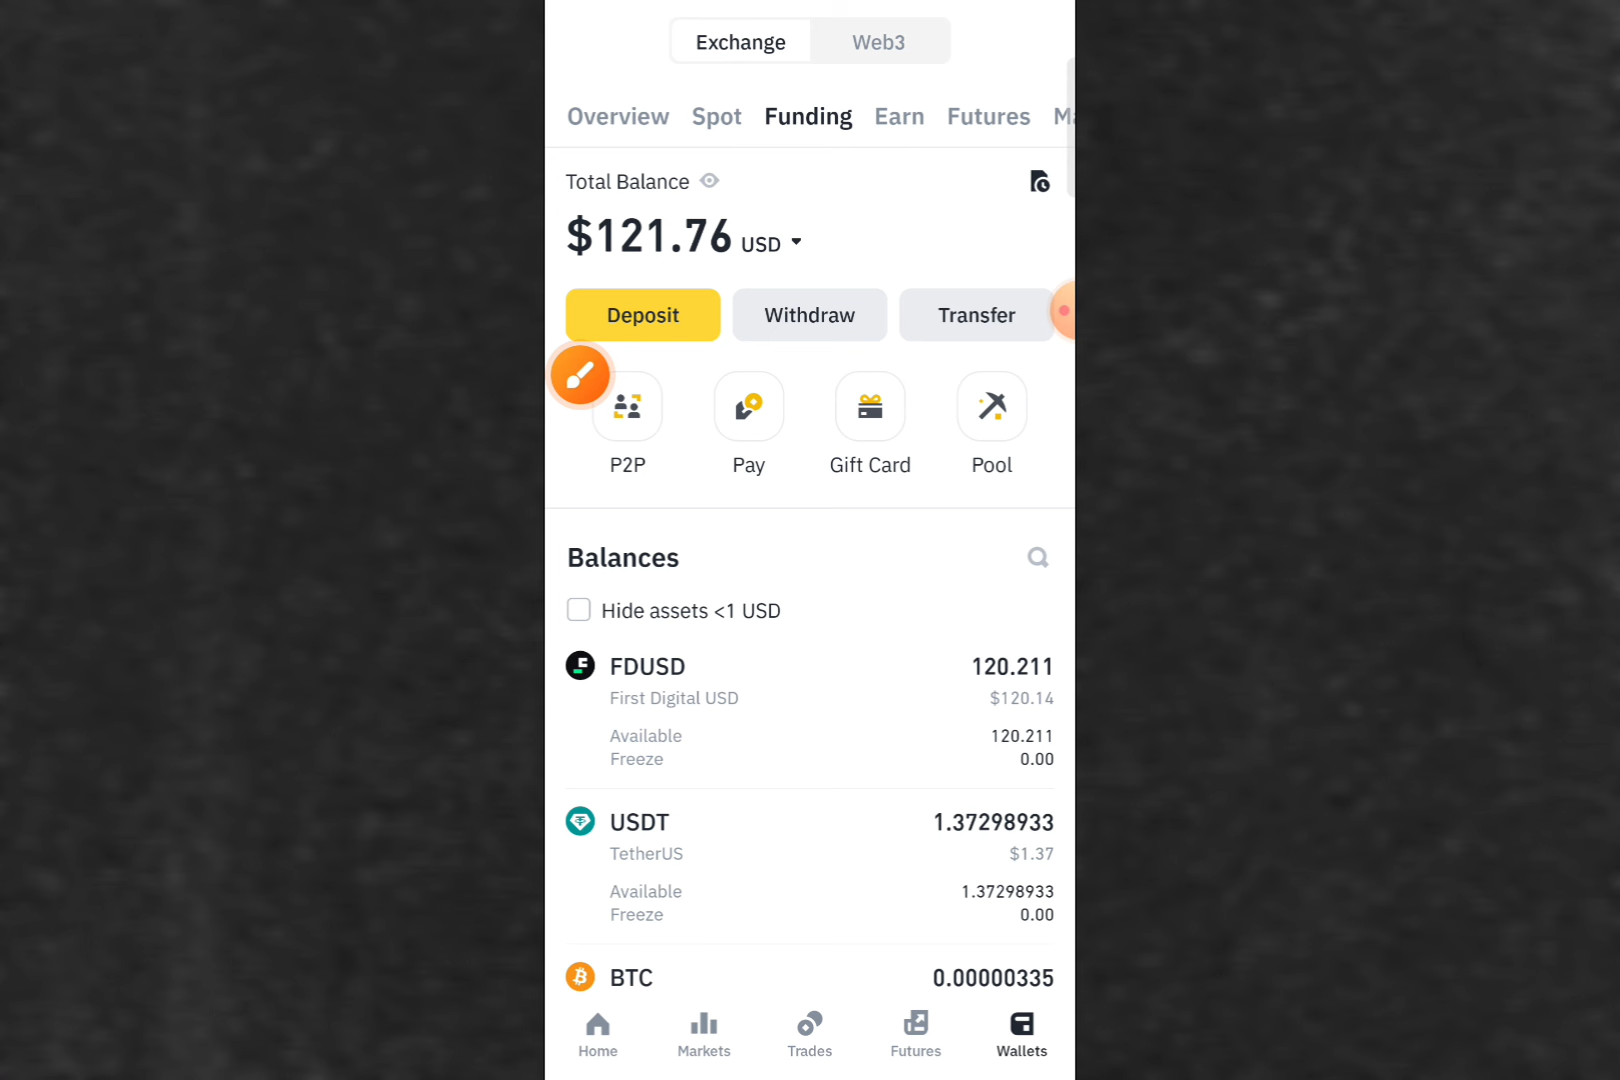 Exchange Web3
Overview Spot Funding Earn Futures
Total Balance
$121.76 USD
Deposit Withdraw Transfer
P2P Pay Gift Card Pool
Balances
Hide assets <1 USD
FDUSD 120.211
First Digital USD $120.14
Available 120.211
Freeze 0.00
USDT 1.37298933
TetherUS $1.37
Available 1.37298933
Freeze 0.00
BTC 0.00000335
Home Markets Trades Futures Wallets